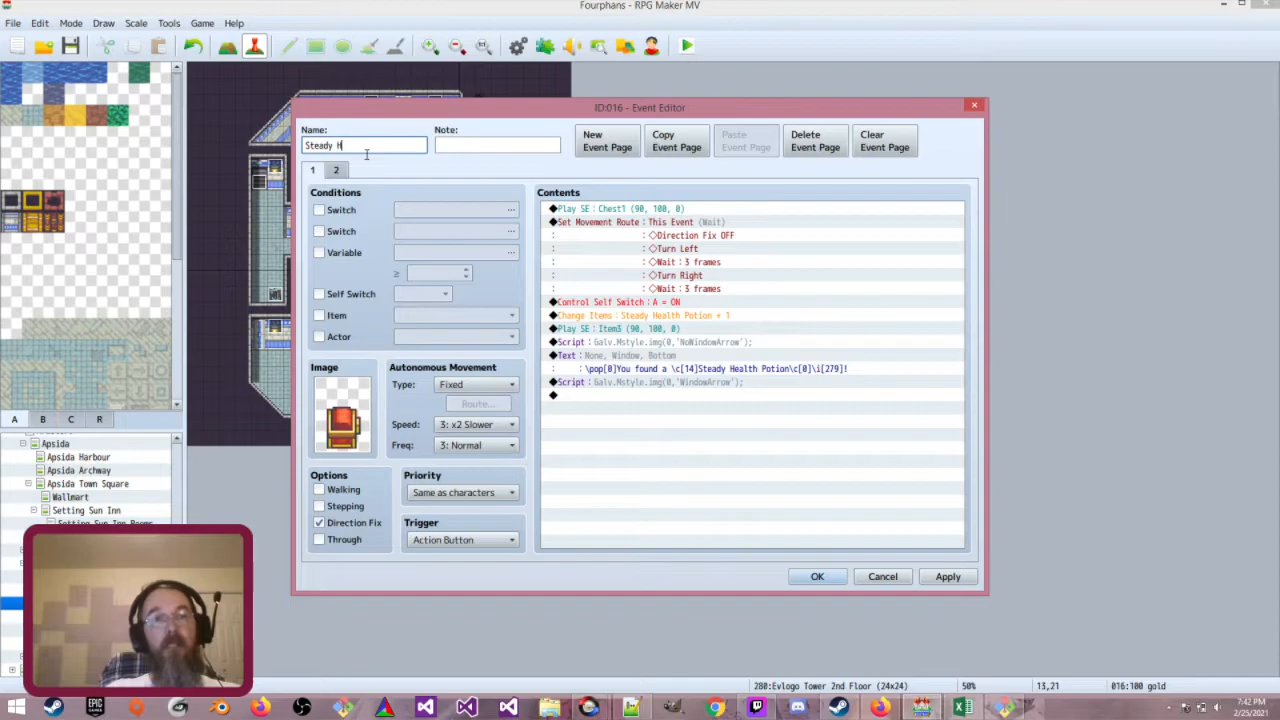 Fourphans - RPG Maker MV
File Edit Mode Draw Scale Tools Game Help
ID:016 - Event Editor
Name:
Note:
Steady H
New Event Page
Copy Event Page
Paste Event Page
Delete Event Page
Clear Event Page
1 2
Conditions
Switch
Switch
Variable
≥
Self Switch
Item
Actor
Image
Autonomous Movement
Type: Fixed
Route...
Speed: 3: x2 Slower
Freq: 3: Normal
Options
Walking
Stepping
Direction Fix
Through
Priority
Same as characters
Trigger
Action Button
Contents
◆Play SE：Chest1 (90, 100, 0)
◆Set Movement Route：This Event (Wait)
：◇Direction Fix OFF
：◇Turn Left
：◇Wait：3 frames
：◇Turn Right
：◇Wait：3 frames
◆Control Self Switch：A = ON
◆Change Items：Steady Health Potion + 1
◆Play SE：Item3 (90, 100, 0)
◆Script：Galv.Mstyle.img(0,'NoWindowArrow');
◆Text：None, Window, Bottom
：\pop[0]You found a \c[14]Steady Health Potion\c[0]\i[279]!
◆Script：Galv.Mstyle.img(0,'WindowArrow');
◆
OK Cancel Apply
A B C R
Apsida
Apsida Harbour
Apsida Archway
Apsida Town Square
Wallmart
Setting Sun Inn
Setting Sun Inn Rooms
280:Evlogo Tower 2nd Floor (24x24) 50% 13,21 016:100 gold
EPIC GAMES
7:42 PM
2/25/2021